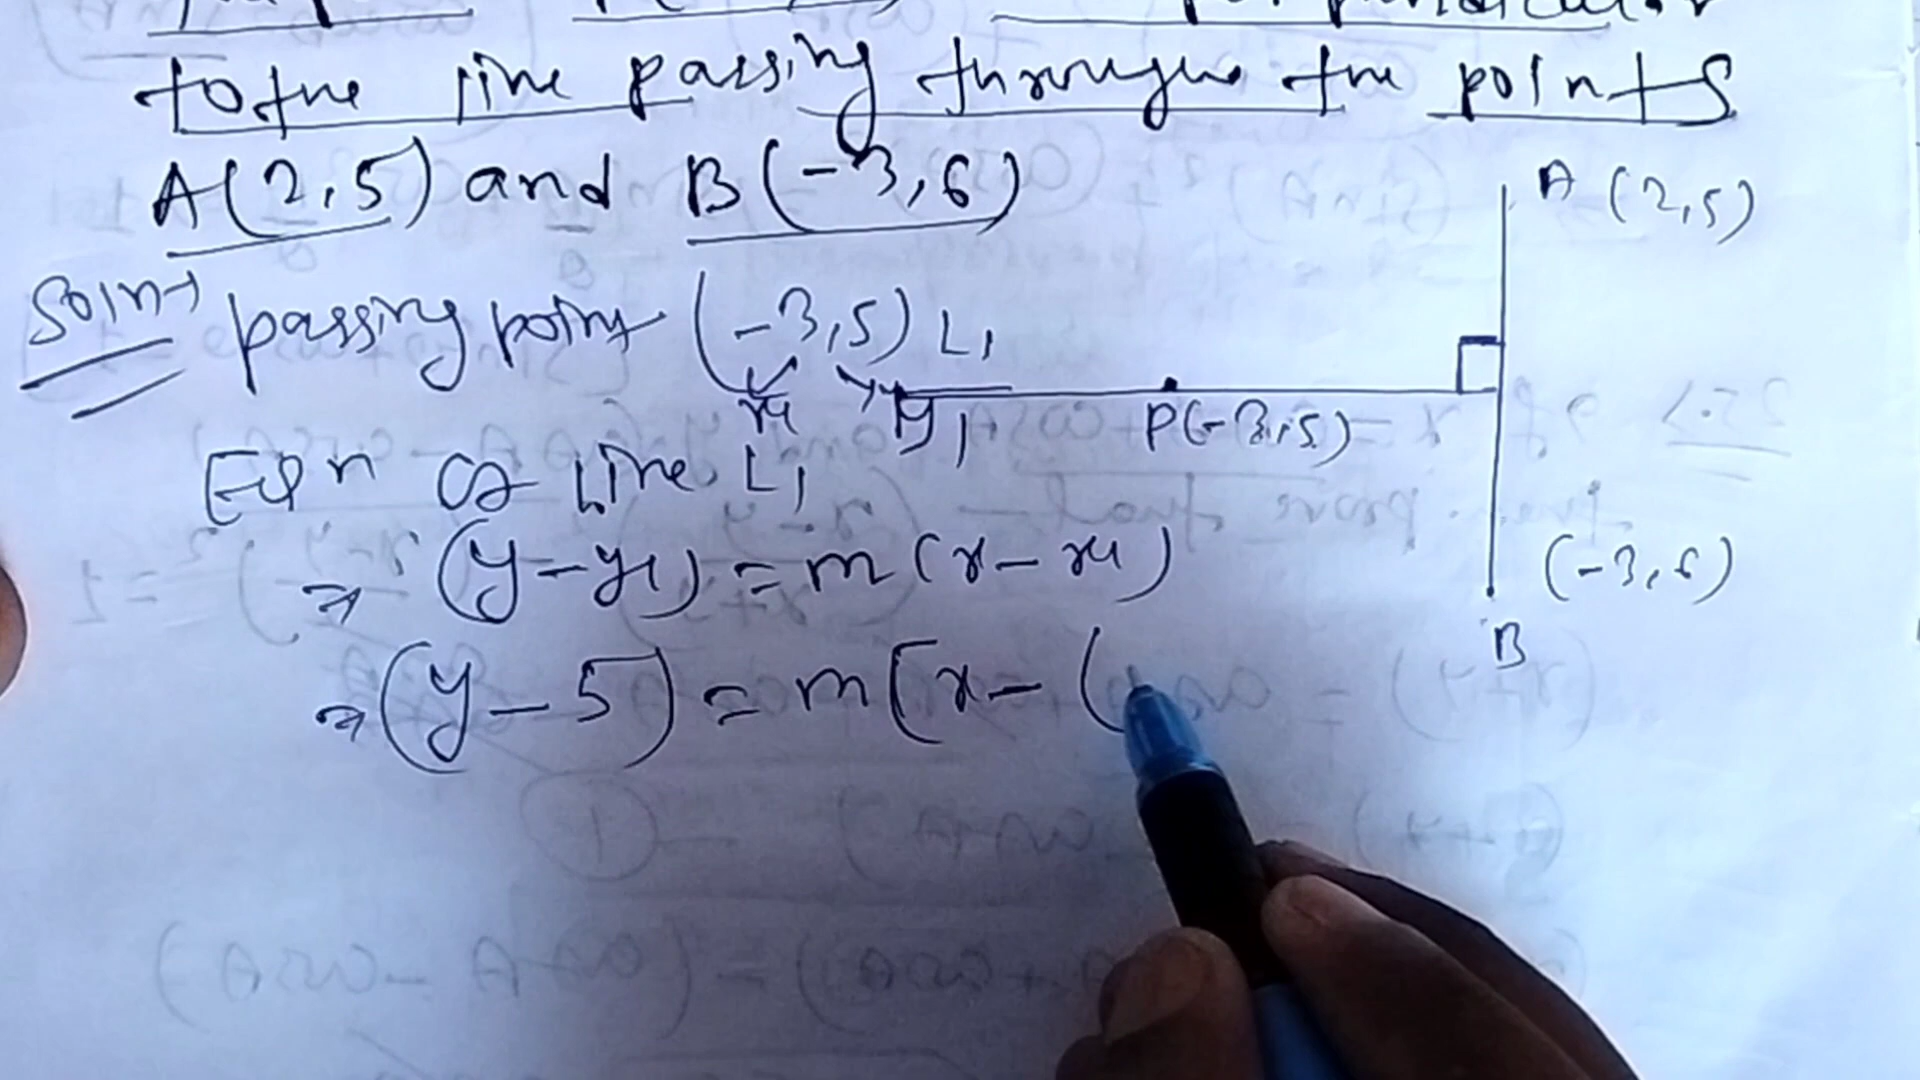 to the line passing through the points
A(2,5) and B(-3,6)
A (2,5)
Soln→ passing point (-3,5) L1
x1 y1
P(-3,5)
Eqn of Line L1
⇒ (y-y1) = m(x-x1)
(-3,6)
B
⇒ (y-5) = m[x-(